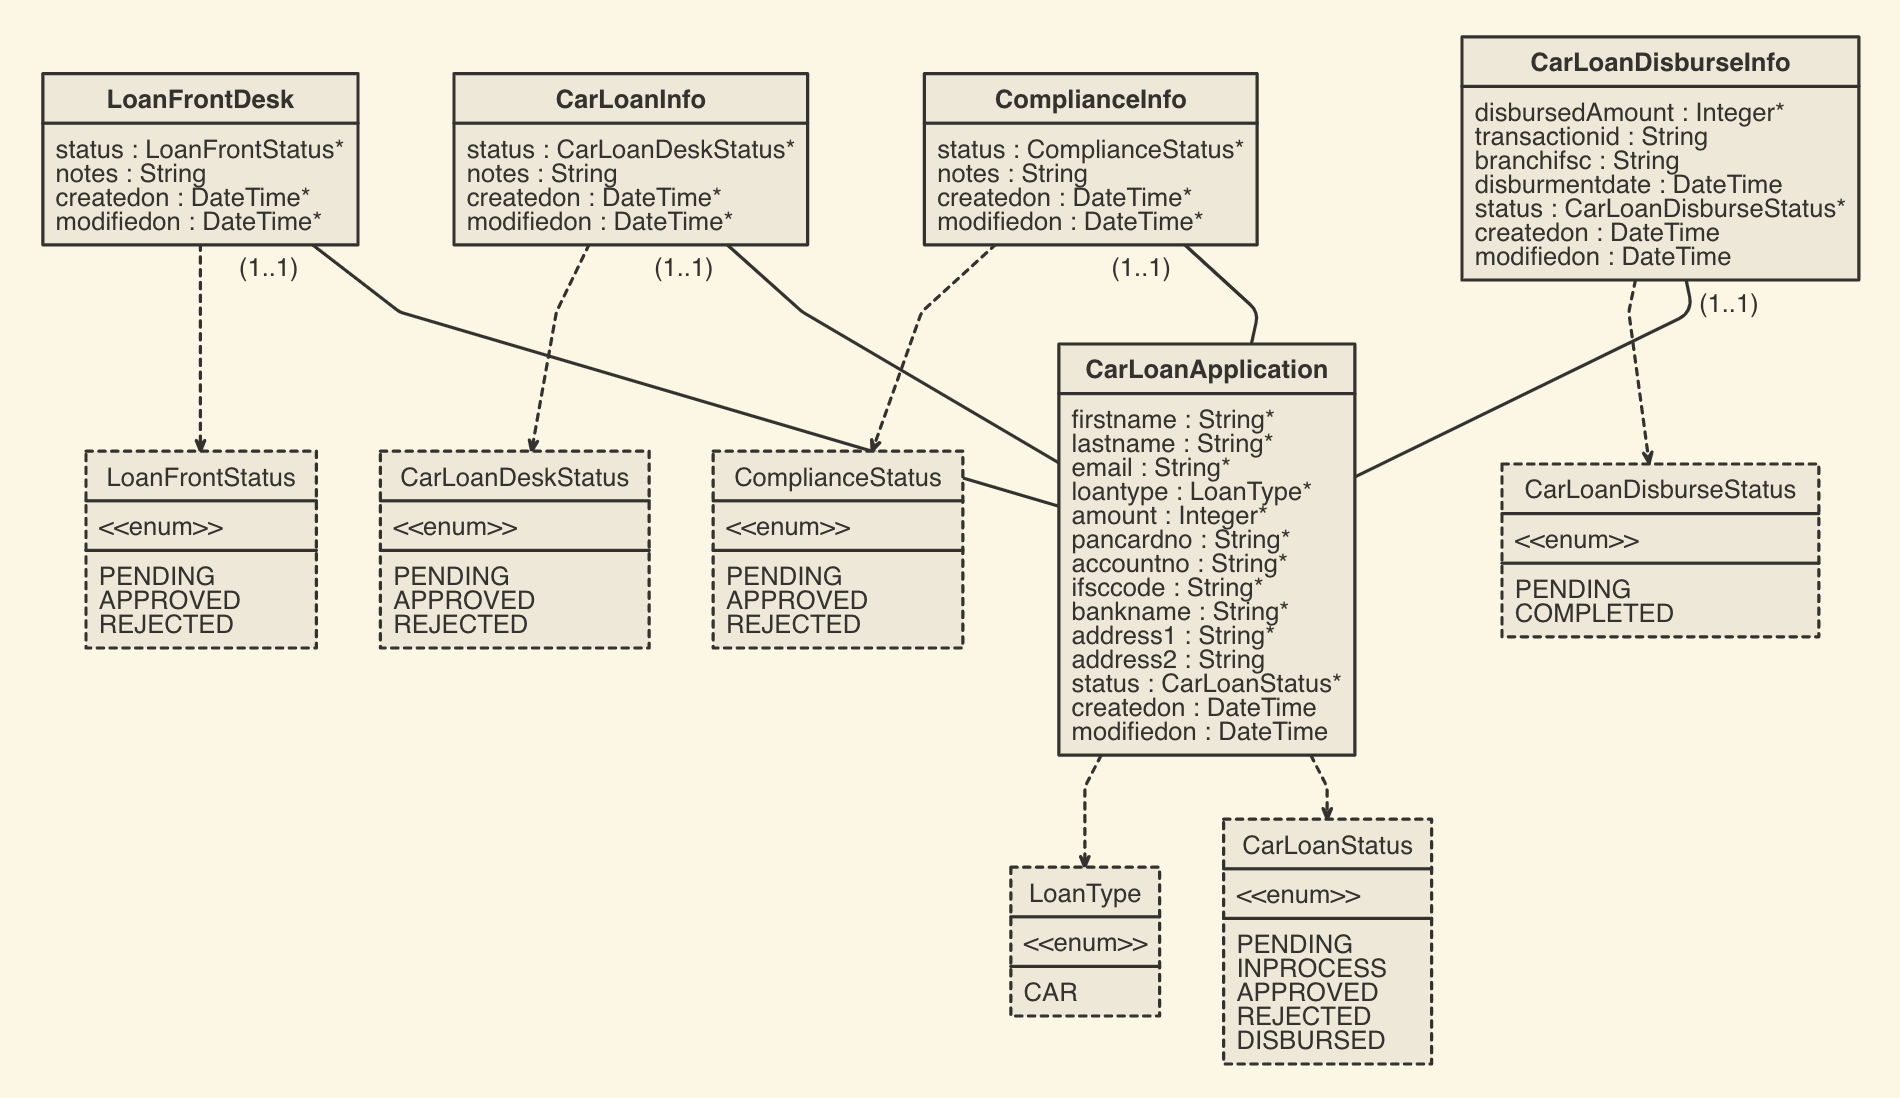 LoanFrontDesk
status : LoanFrontStatus*
notes : String
createdon : DateTime*
modifiedon : DateTime*
(1..1)
CarLoanInfo
status : CarLoanDeskStatus*
notes : String
createdon : DateTime*
modifiedon : DateTime*
(1..1)
ComplianceInfo
status : ComplianceStatus*
notes : String
createdon : DateTime*
modifiedon : DateTime*
(1..1)
CarLoanDisburseInfo
disbursedAmount : Integer*
transactionid : String
branchifsc : String
disburmentdate : DateTime
status : CarLoanDisburseStatus*
createdon : DateTime
modifiedon : DateTime
(1..1)
LoanFrontStatus
<<enum>>
PENDING
APPROVED
REJECTED
CarLoanDeskStatus
<<enum>>
PENDING
APPROVED
REJECTED
ComplianceStatus
<<enum>>
PENDING
APPROVED
REJECTED
CarLoanApplication
firstname : String*
lastname : String*
email : String*
loantype : LoanType*
amount : Integer*
pancardno : String*
accountno : String*
ifsccode : String*
bankname : String*
address1 : String*
address2 : String
status : CarLoanStatus*
createdon : DateTime
modifiedon : DateTime
CarLoanDisburseStatus
<<enum>>
PENDING
COMPLETED
LoanType
<<enum>>
CAR
CarLoanStatus
<<enum>>
PENDING
INPROCESS
APPROVED
REJECTED
DISBURSED